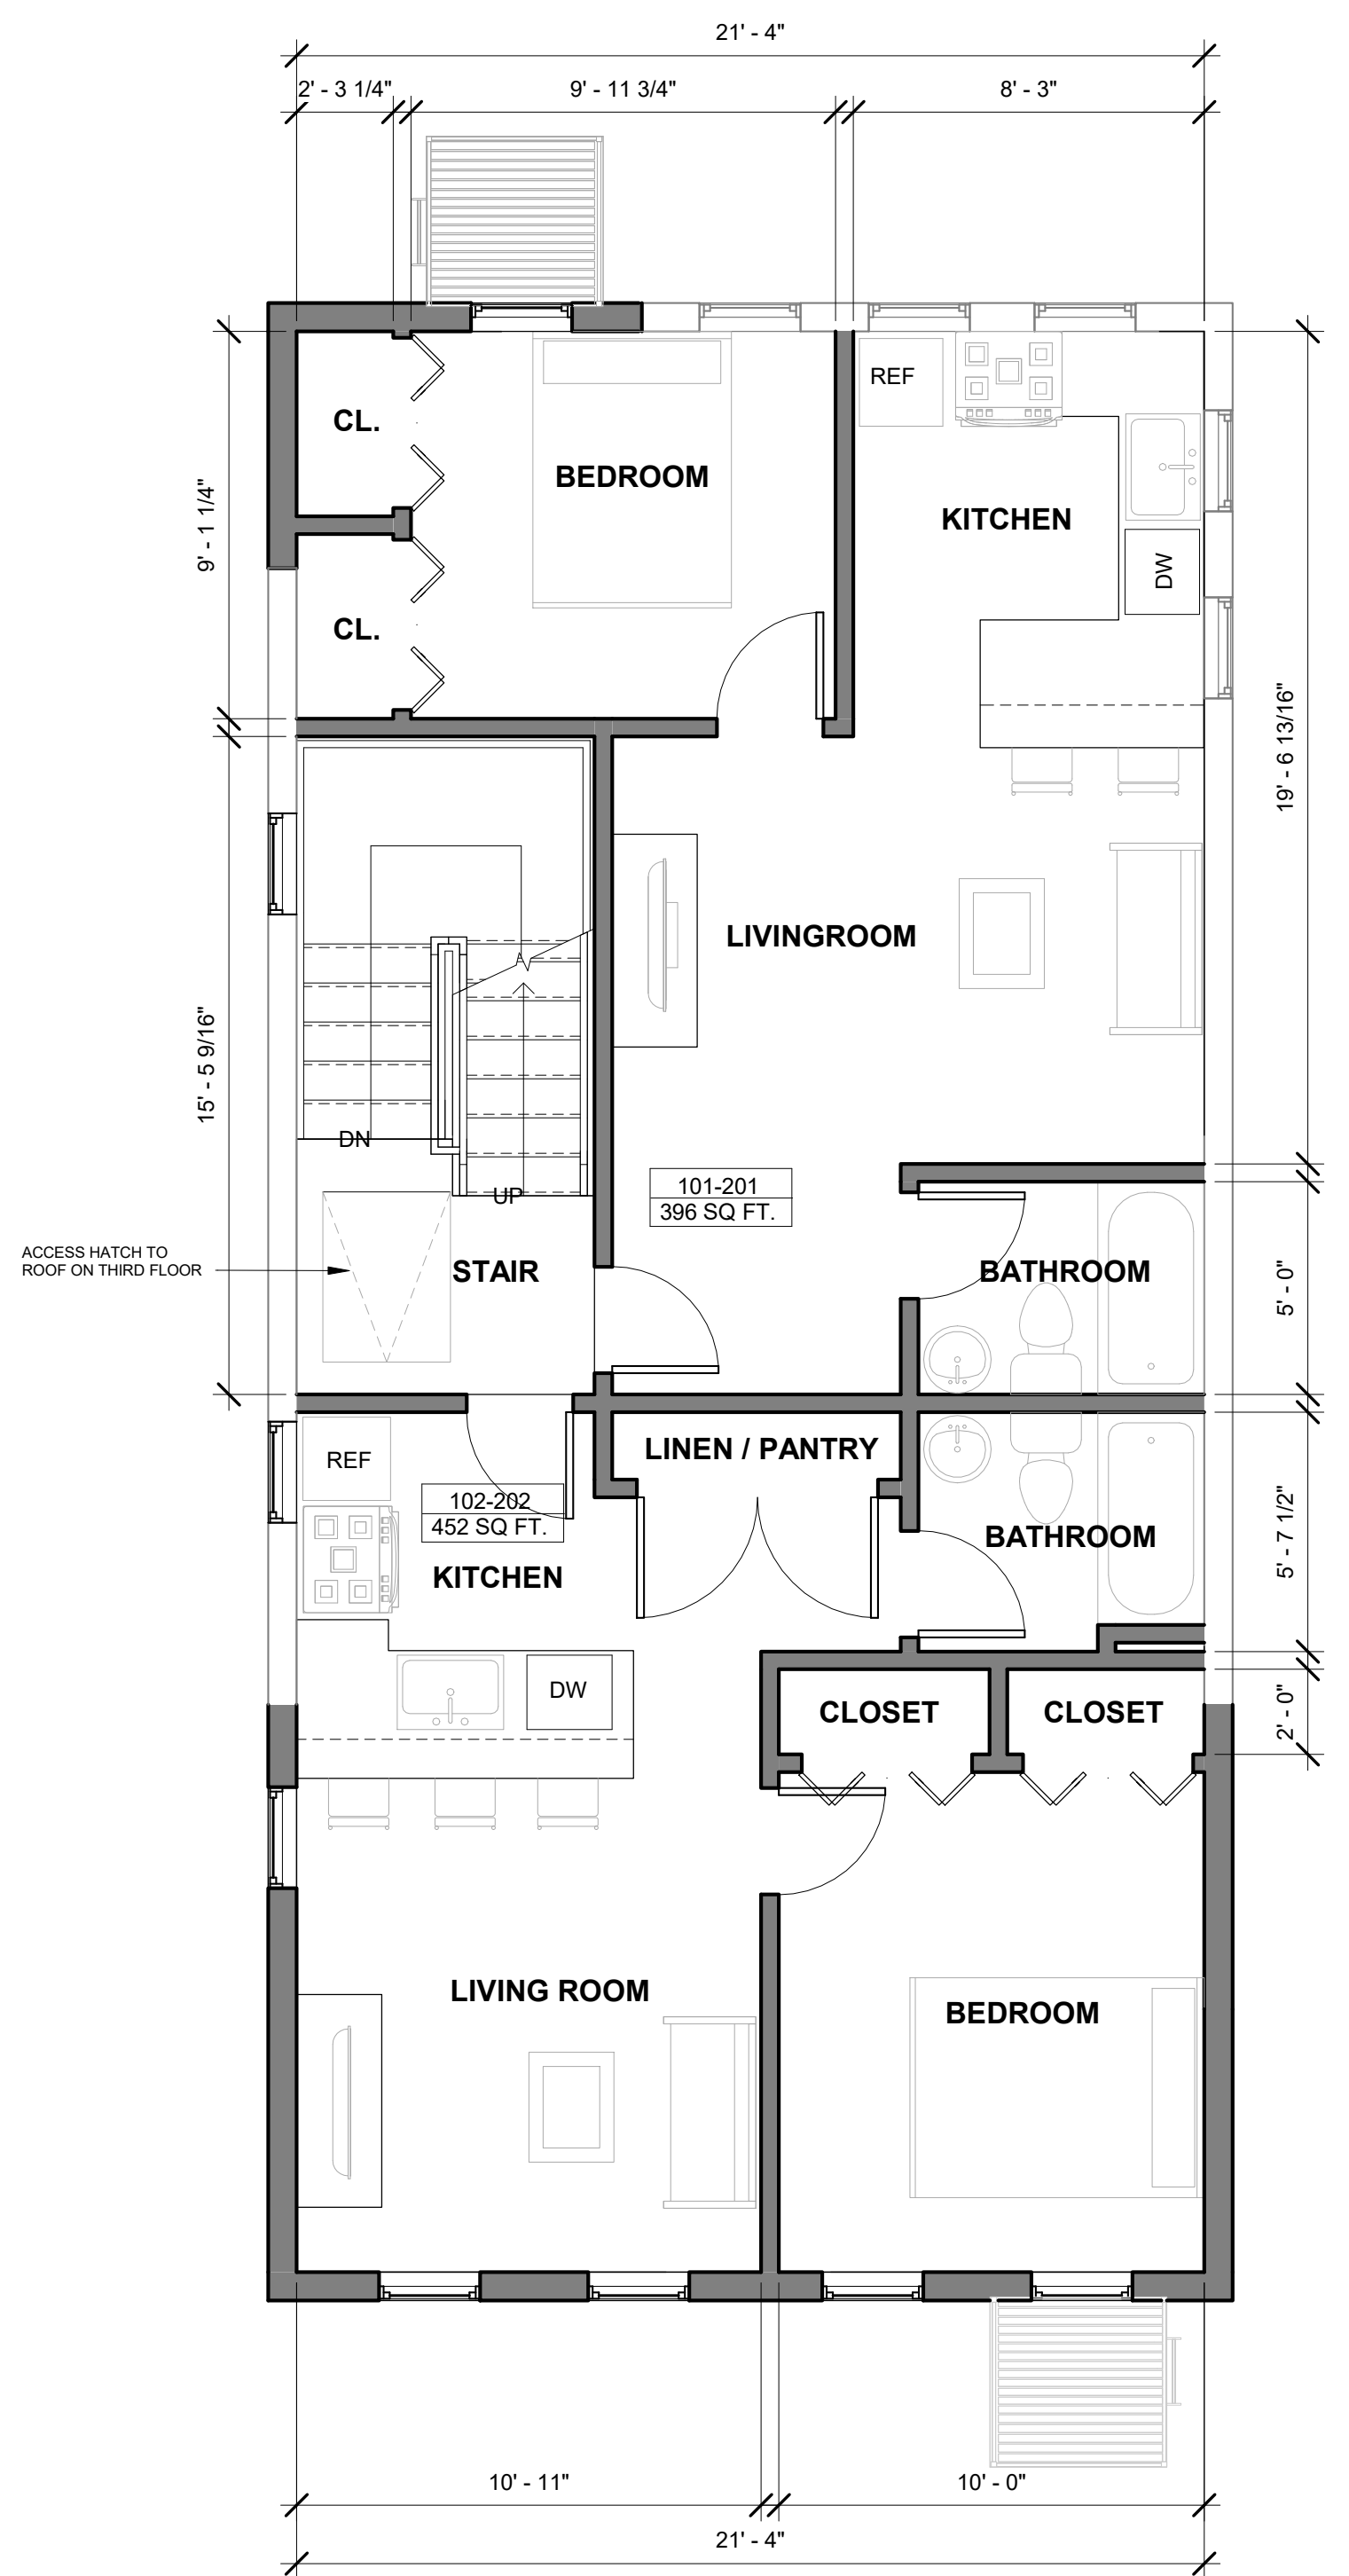 21' - 4"
2' - 3 1/4"
9' - 11 3/4"
8' - 3"
REF
CL.
BEDROOM
KITCHEN
9' - 1 1/4"
DW
CL.
19' - 6 13/16"
LIVINGROOM
15' - 5 9/16"
DN
101-201
396 SQ FT.
UP
ACCESS HATCH TO
ROOF ON THIRD FLOOR
STAIR
BATHROOM
5' - 0"
LINEN / PANTRY
REF
102-202
452 SQ FT.
BATHROOM
5' - 7 1/2"
KITCHEN
DW
CLOSET
CLOSET
2' - 0"
LIVING ROOM
BEDROOM
10' - 11"
10' - 0"
21' - 4"